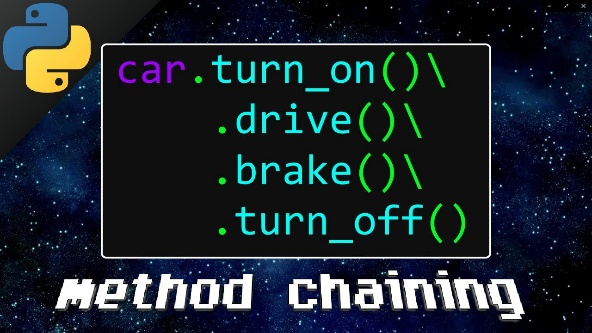 car.turn_on()\
.drive()\
.brake()\
.turn_off()
method chaining